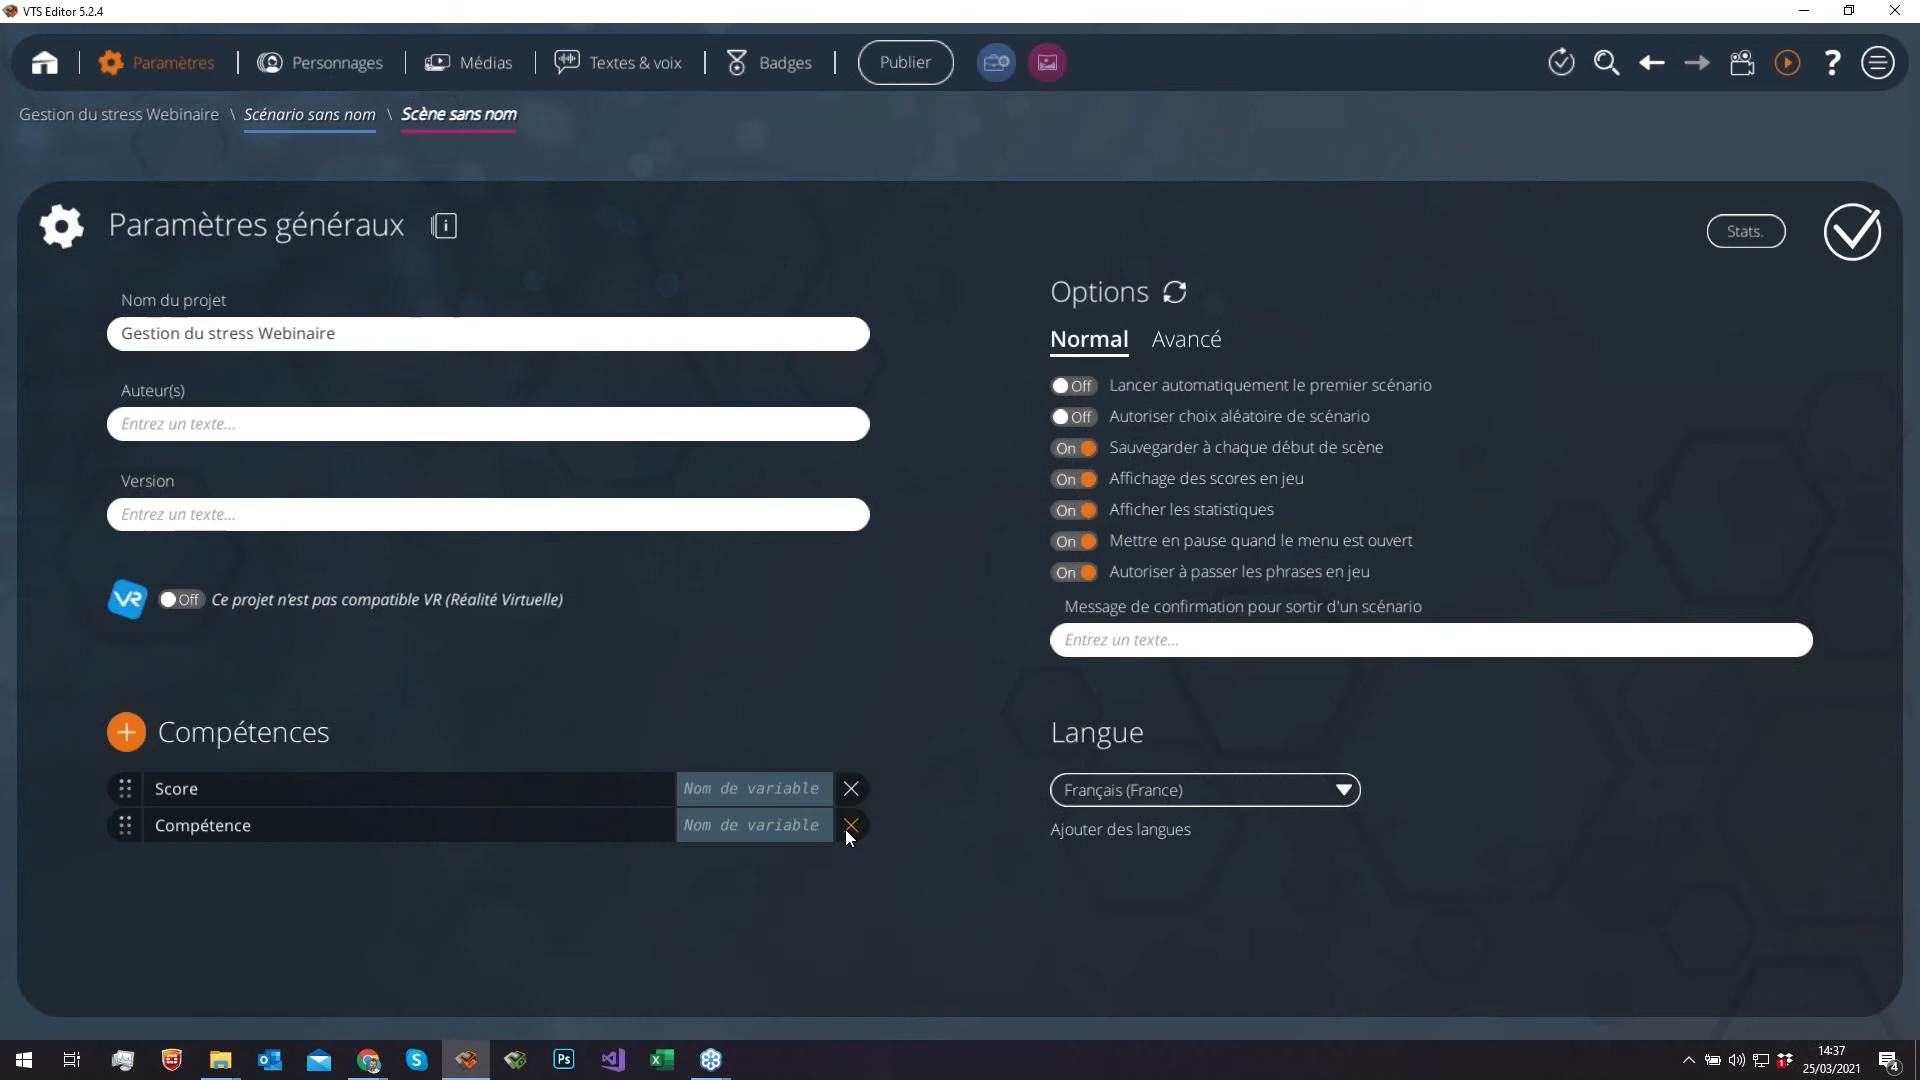 VTS Editor 5.2.4
Paramètres
Personnages
Médias
Textes & voix
Badges
Publier
Gestion du stress Webinaire \ Scénario sans nom \ Scène sans nom
Paramètres généraux
Stats.
Nom du projet
Gestion du stress Webinaire
Auteur(s)
Entrez un texte...
Version
Entrez un texte...
VR
Off
Ce projet n'est pas compatible VR (Réalité Virtuelle)
Compétences
Score
Nom de variable
Compétence
Nom de variable
Options
Normal
Avancé
Off Lancer automatiquement le premier scénario
Off Autoriser choix aléatoire de scénario
On Sauvegarder à chaque début de scène
On Affichage des scores en jeu
On Afficher les statistiques
On Mettre en pause quand le menu est ouvert
On Autoriser à passer les phrases en jeu
Message de confirmation pour sortir d'un scénario
Entrez un texte...
Langue
Français (France)
Ajouter des langues
Ps
14:37
25/03/2021
4